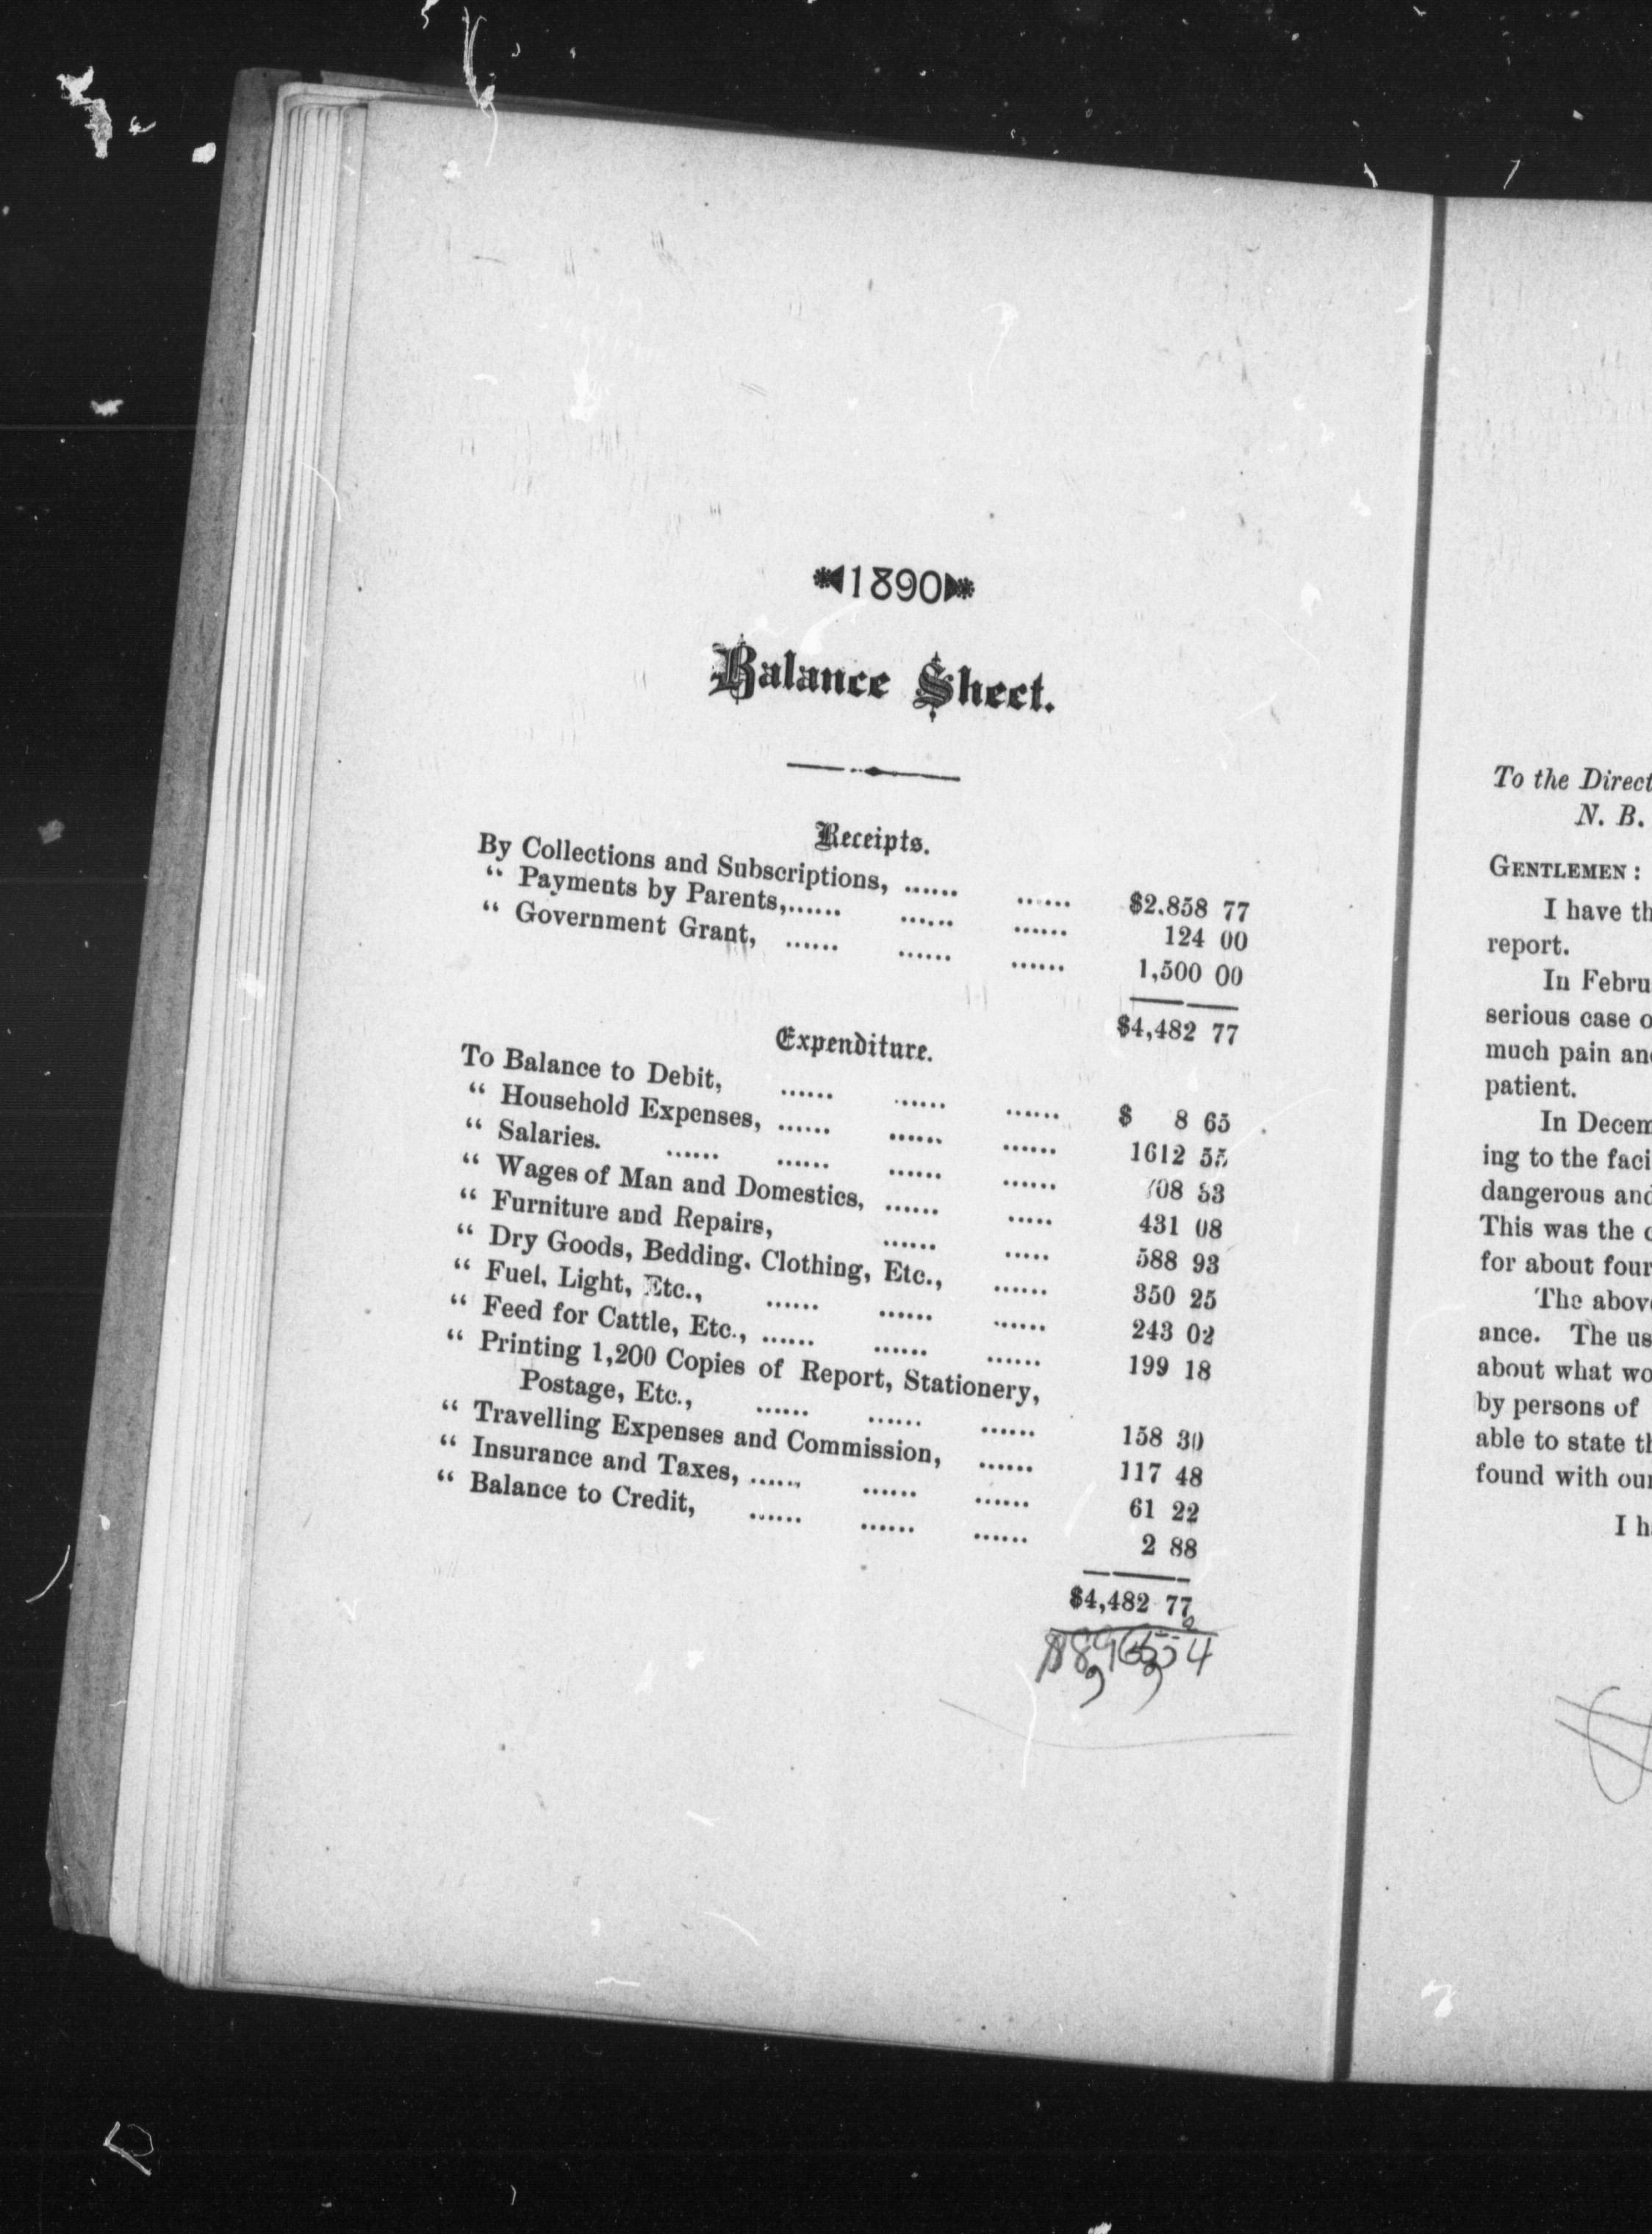 1890
Balance Sheet.
Receipts.
By Collections and Subscriptions, ...... ...... $2.858 77
“ Payments by Parents,...... ...... ...... 124 00
“ Government Grant, ...... ...... ...... 1,500 00
$4,482 77
Expenditure.
To Balance to Debit, ...... ...... ...... $ 8 65
“ Household Expenses, ...... ...... ...... 1612 55
“ Salaries. ...... ...... ...... ...... 708
“ Wages of Man and Domestics, ...... ..... 431 08
“ Furniture and Repairs, ...... ..... 588 93
“ Dry Goods, Bedding. Clothing, Etc., ...... 350 25
“ Fuel, Light, Etc., ...... ...... ...... 243 02
“ Feed for Cattle, Etc., ...... ...... ...... 199 18
“ Printing 1,200 Copies of Report, Stationery,
Postage, Etc., ...... ...... ...... 158 30
“ Travelling Expenses and Commission, ...... 117 48
“ Insurance and Taxes, ...... ...... ...... 61 22
“ Balance to Credit, ...... ...... ...... 2 88
$4,482 77
To the Direct
N. B.
GENTLEMEN:
I have th
report.
In Febru
serious case o
much pain an
patient.
In Decem
ing to the faci
dangerous and
This was the c
for about four
The above
ance. The us
about what wo
by persons of
able to state th
found with our
I h